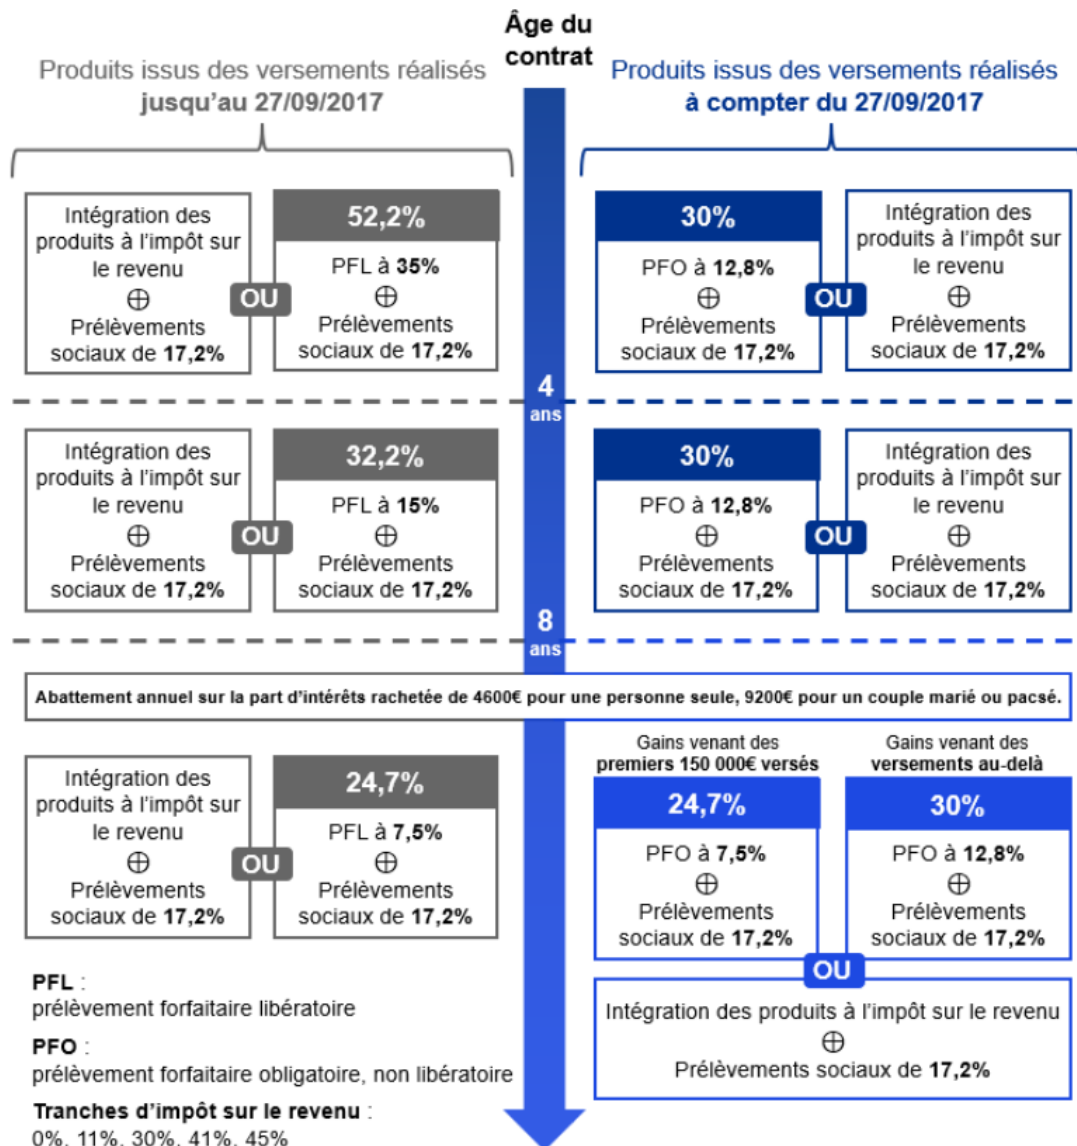 Âge du
contrat
Produits issus des versements réalisés
jusqu'au 27/09/2017
Produits issus des versements réalisés
à compter du 27/09/2017
Intégration des
produits à l'impôt sur
le revenu
⊕
Prélèvements
sociaux de 17,2%
OU
52,2%
PFL à 35%
⊕
Prélèvements
sociaux de 17,2%
30%
PFO à 12,8%
⊕
Prélèvements
sociaux de 17,2%
OU
Intégration des
produits à l'impôt sur
le revenu
⊕
Prélèvements
sociaux de 17,2%
4
ans
Intégration des
produits à l'impôt sur
le revenu
⊕
Prélèvements
sociaux de 17,2%
OU
32,2%
PFL à 15%
⊕
Prélèvements
sociaux de 17,2%
30%
PFO à 12,8%
⊕
Prélèvements
sociaux de 17,2%
OU
Intégration des
produits à l'impôt sur
le revenu
⊕
Prélèvements
sociaux de 17,2%
8
ans
Abattement annuel sur la part d'intérêts rachetée de 4600€ pour une personne seule, 9200€ pour un couple marié ou pacsé.
Intégration des
produits à l'impôt sur
le revenu
⊕
Prélèvements
sociaux de 17,2%
OU
24,7%
PFL à 7,5%
⊕
Prélèvements
sociaux de 17,2%
Gains venant des
premiers 150 000€ versés
24,7%
PFO à 7,5%
⊕
Prélèvements
sociaux de 17,2%
Gains venant des
versements au-delà
30%
PFO à 12,8%
⊕
Prélèvements
sociaux de 17,2%
OU
Intégration des produits à l'impôt sur le revenu
⊕
Prélèvements sociaux de 17,2%
PFL :
prélèvement forfaitaire libératoire
PFO :
prélèvement forfaitaire obligatoire, non libératoire
Tranches d'impôt sur le revenu :
0%, 11%, 30%, 41%, 45%